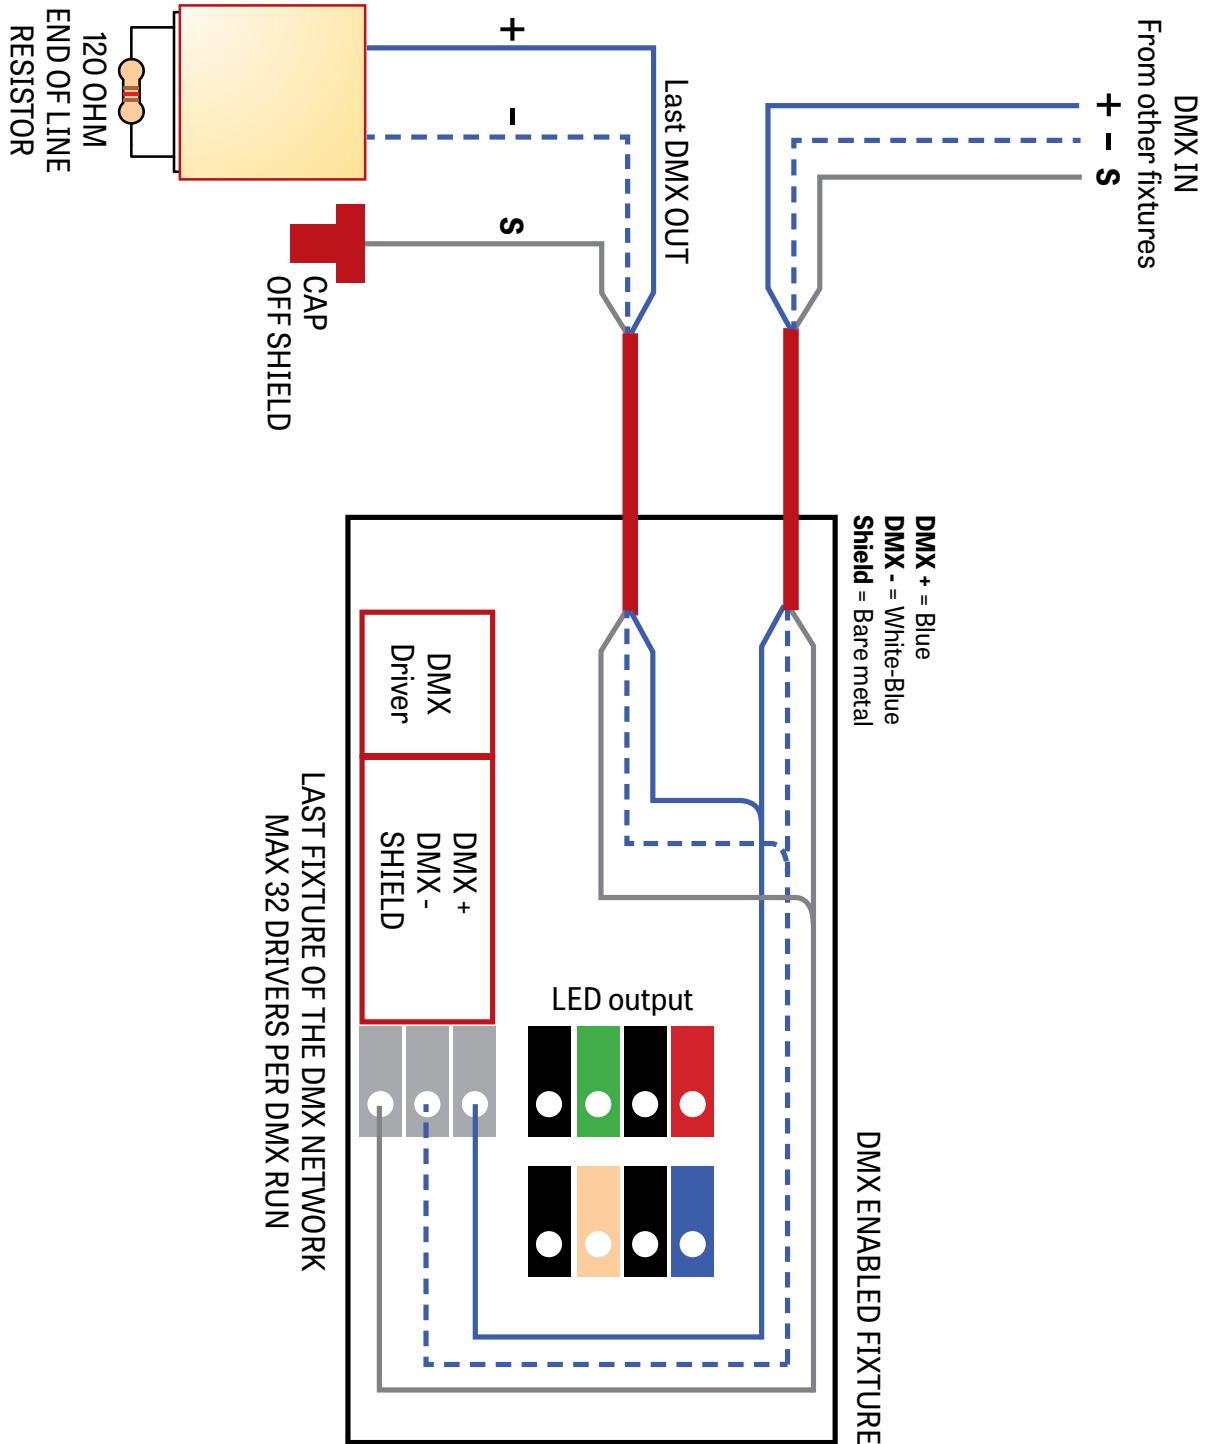 DMX IN
From other fixtures
+
-
S
Last DMX OUT
+
-
S
120 OHM
END OF LINE
RESISTOR
CAP
OFF SHIELD
DMX + = Blue
DMX - = White-Blue
Shield = Bare metal
DMX ENABLED FIXTURE
DMX
Driver
DMX +
DMX -
SHIELD
LED output
LAST FIXTURE OF THE DMX NETWORK
MAX 32 DRIVERS PER DMX RUN